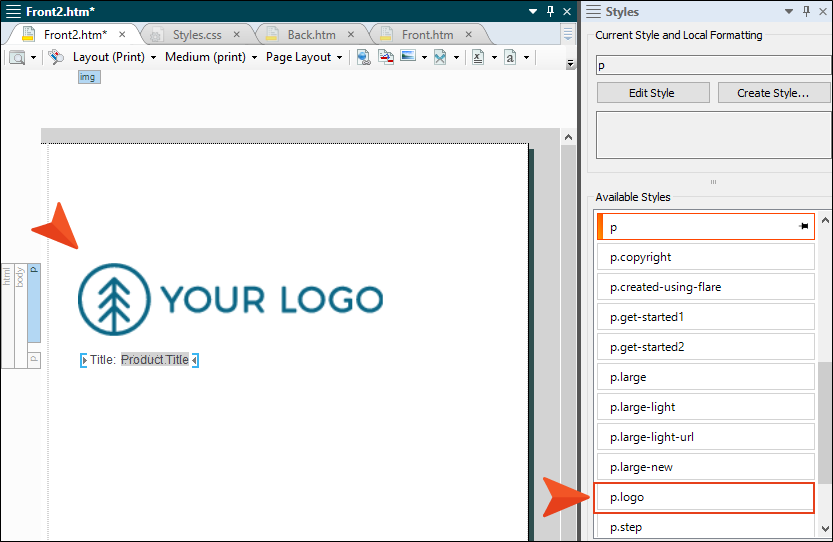 Front2.htm*
Front2.htm*
Styles.css
Back.htm
Front.htm
Layout (Print)
Medium (print)
Page Layout
img
html
body
p
p
YOUR LOGO
Title: Product.Title
Styles
Current Style and Local Formatting
p
Edit Style
Create Style...
Available Styles
p
p.copyright
p.created-using-flare
p.get-started1
p.get-started2
p.large
p.large-light
p.large-light-url
p.large-new
p.logo
p.step